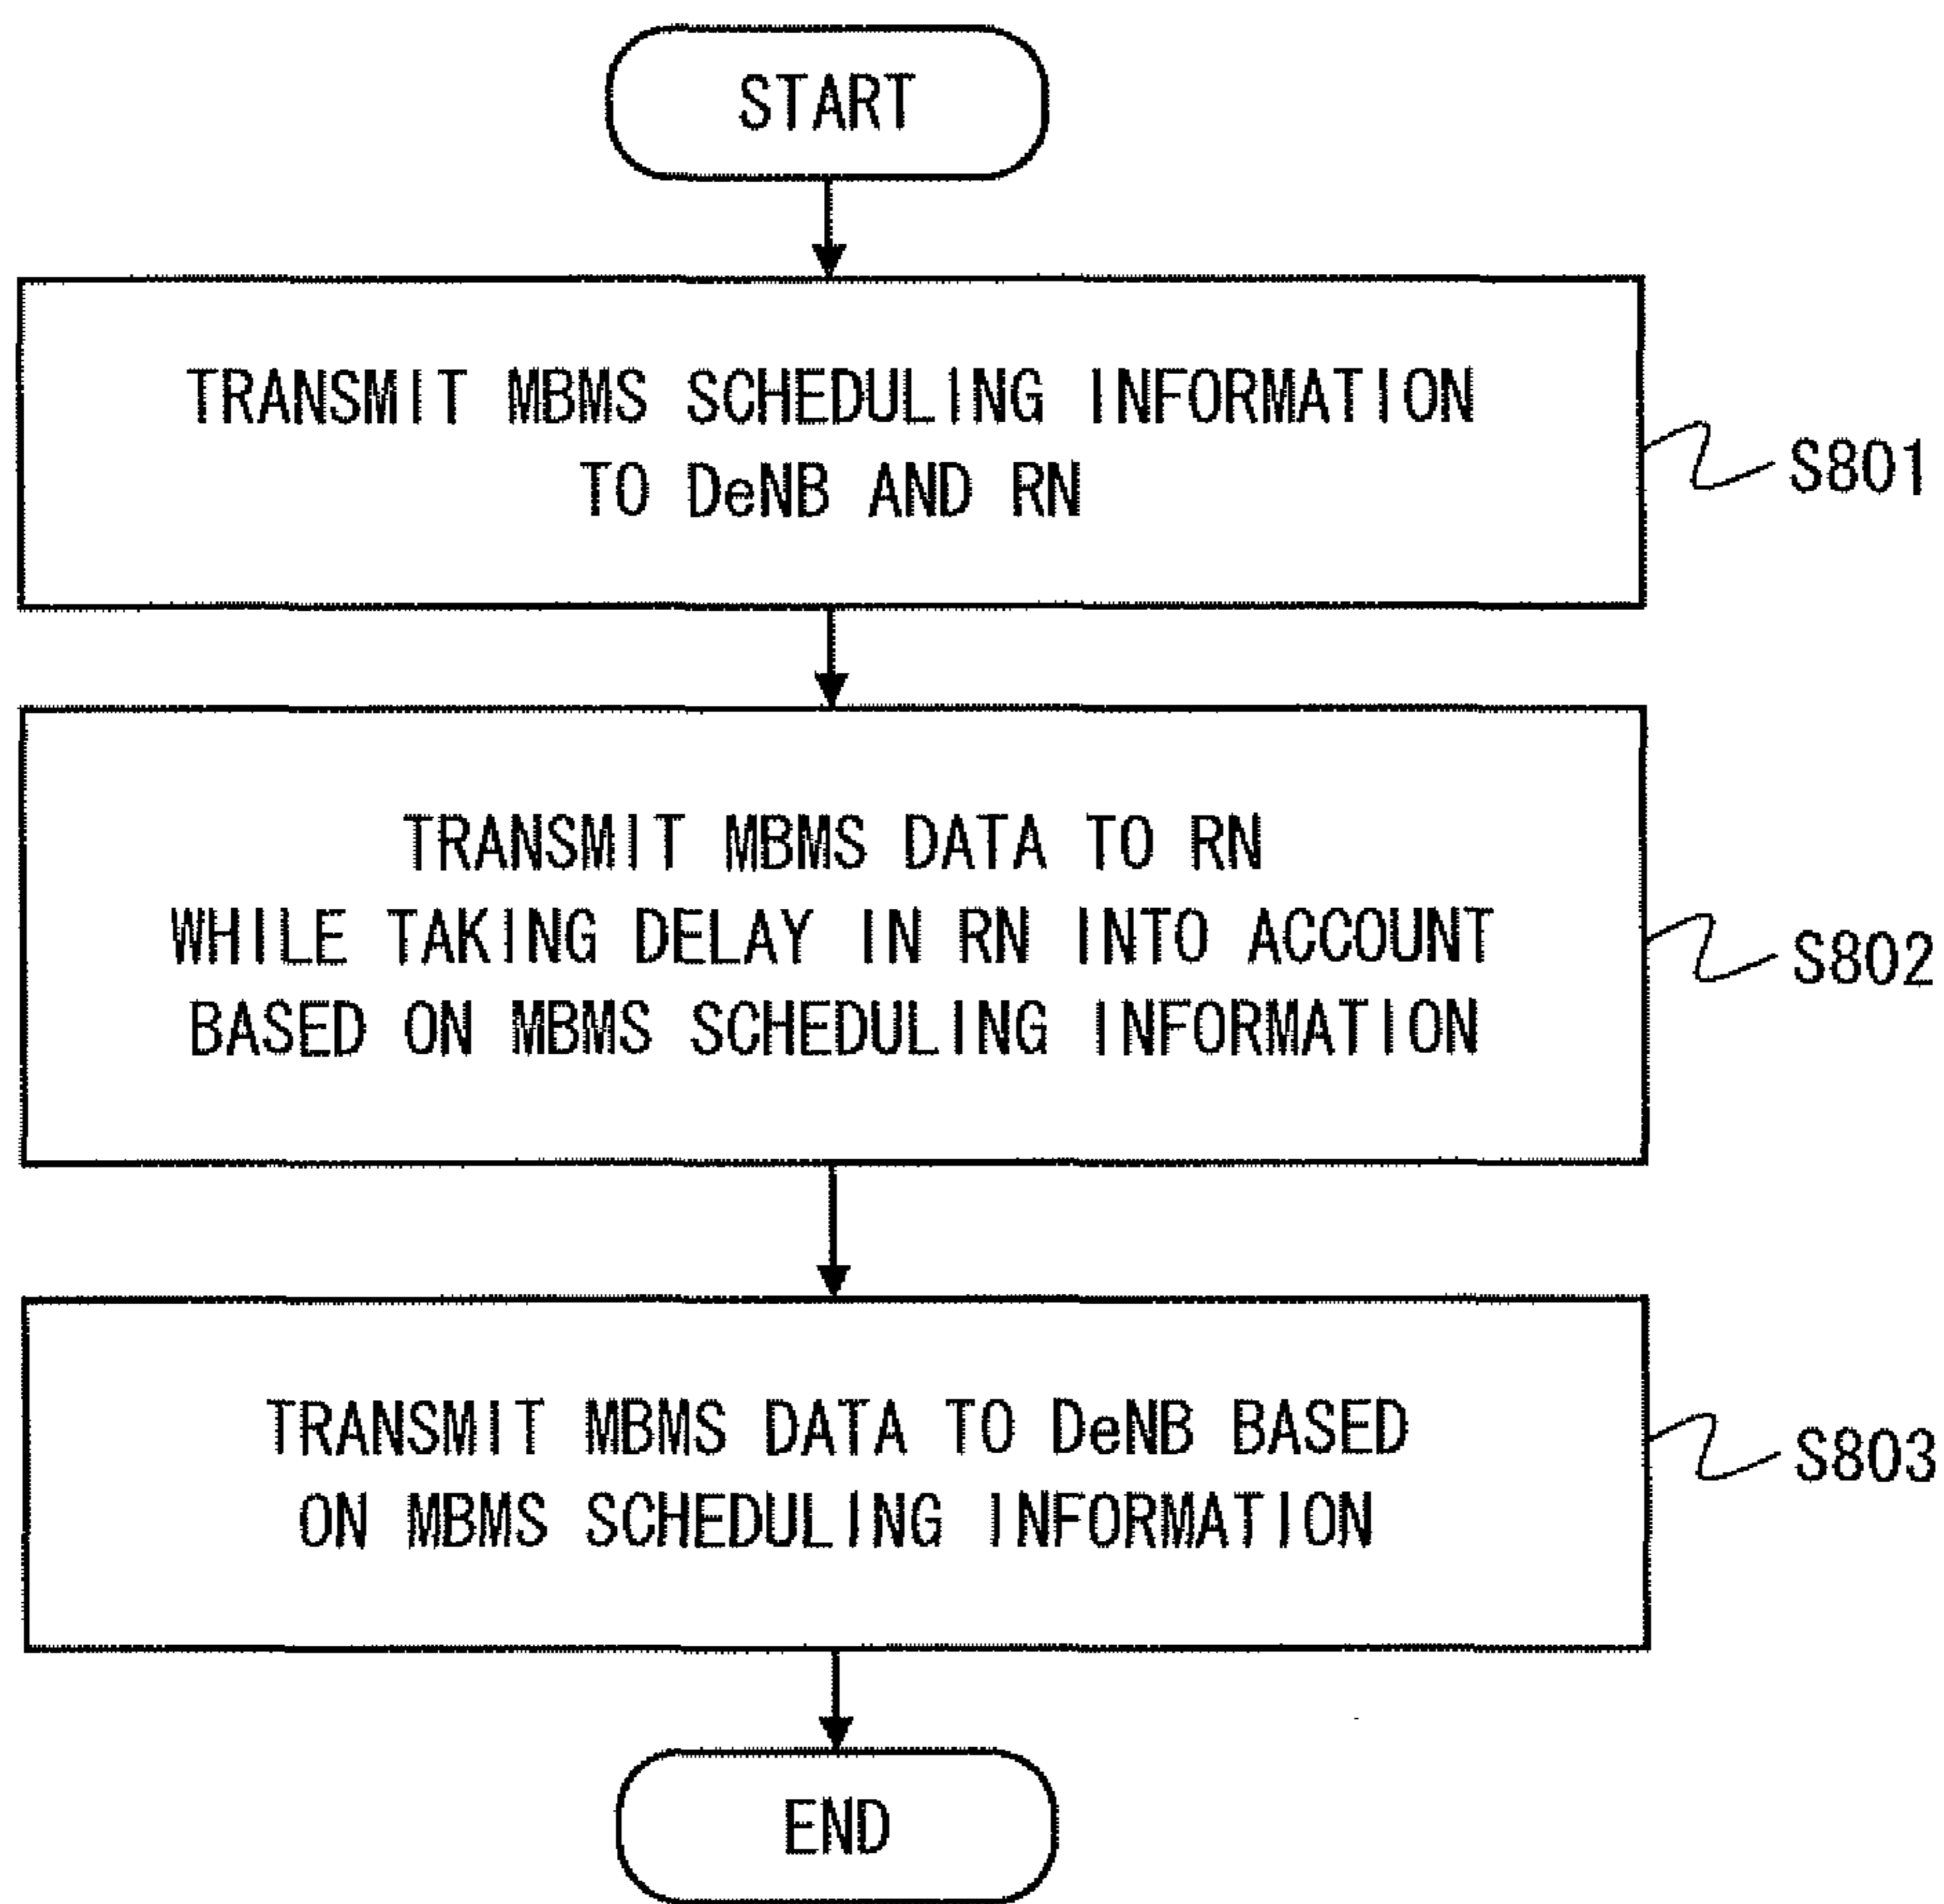 START
TRANSMIT MBMS SCHEDULING INFORMATION
TO DeNB AND RN
S801
TRANSMIT MBMS DATA TO RN
WHILE TAKING DELAY IN RN INTO ACCOUNT
BASED ON MBMS SCHEDULING INFORMATION
S802
TRANSMIT MBMS DATA TO DeNB BASED
ON MBMS SCHEDULING INFORMATION
S803
END